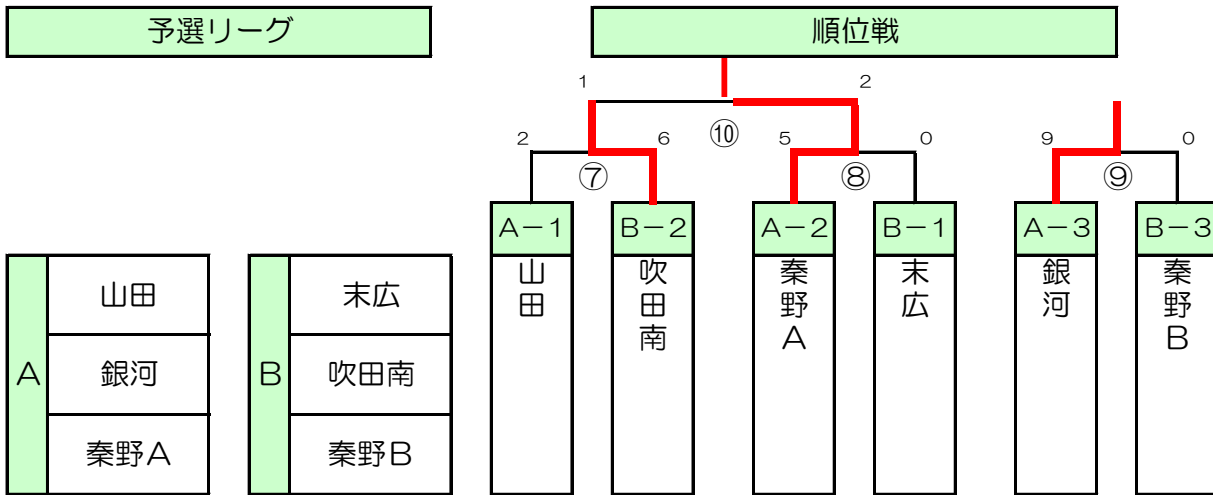 予選リーグ
順位戦
1
2
2
6
⑩
5
0
9
0
⑦
⑧
⑨
A－1
B－2
A－2
B－1
A－3
B－3
山田
吹田南
秦野A
末広
銀河
秦野B
A
山田
銀河
秦野A
B
末広
吹田南
秦野B